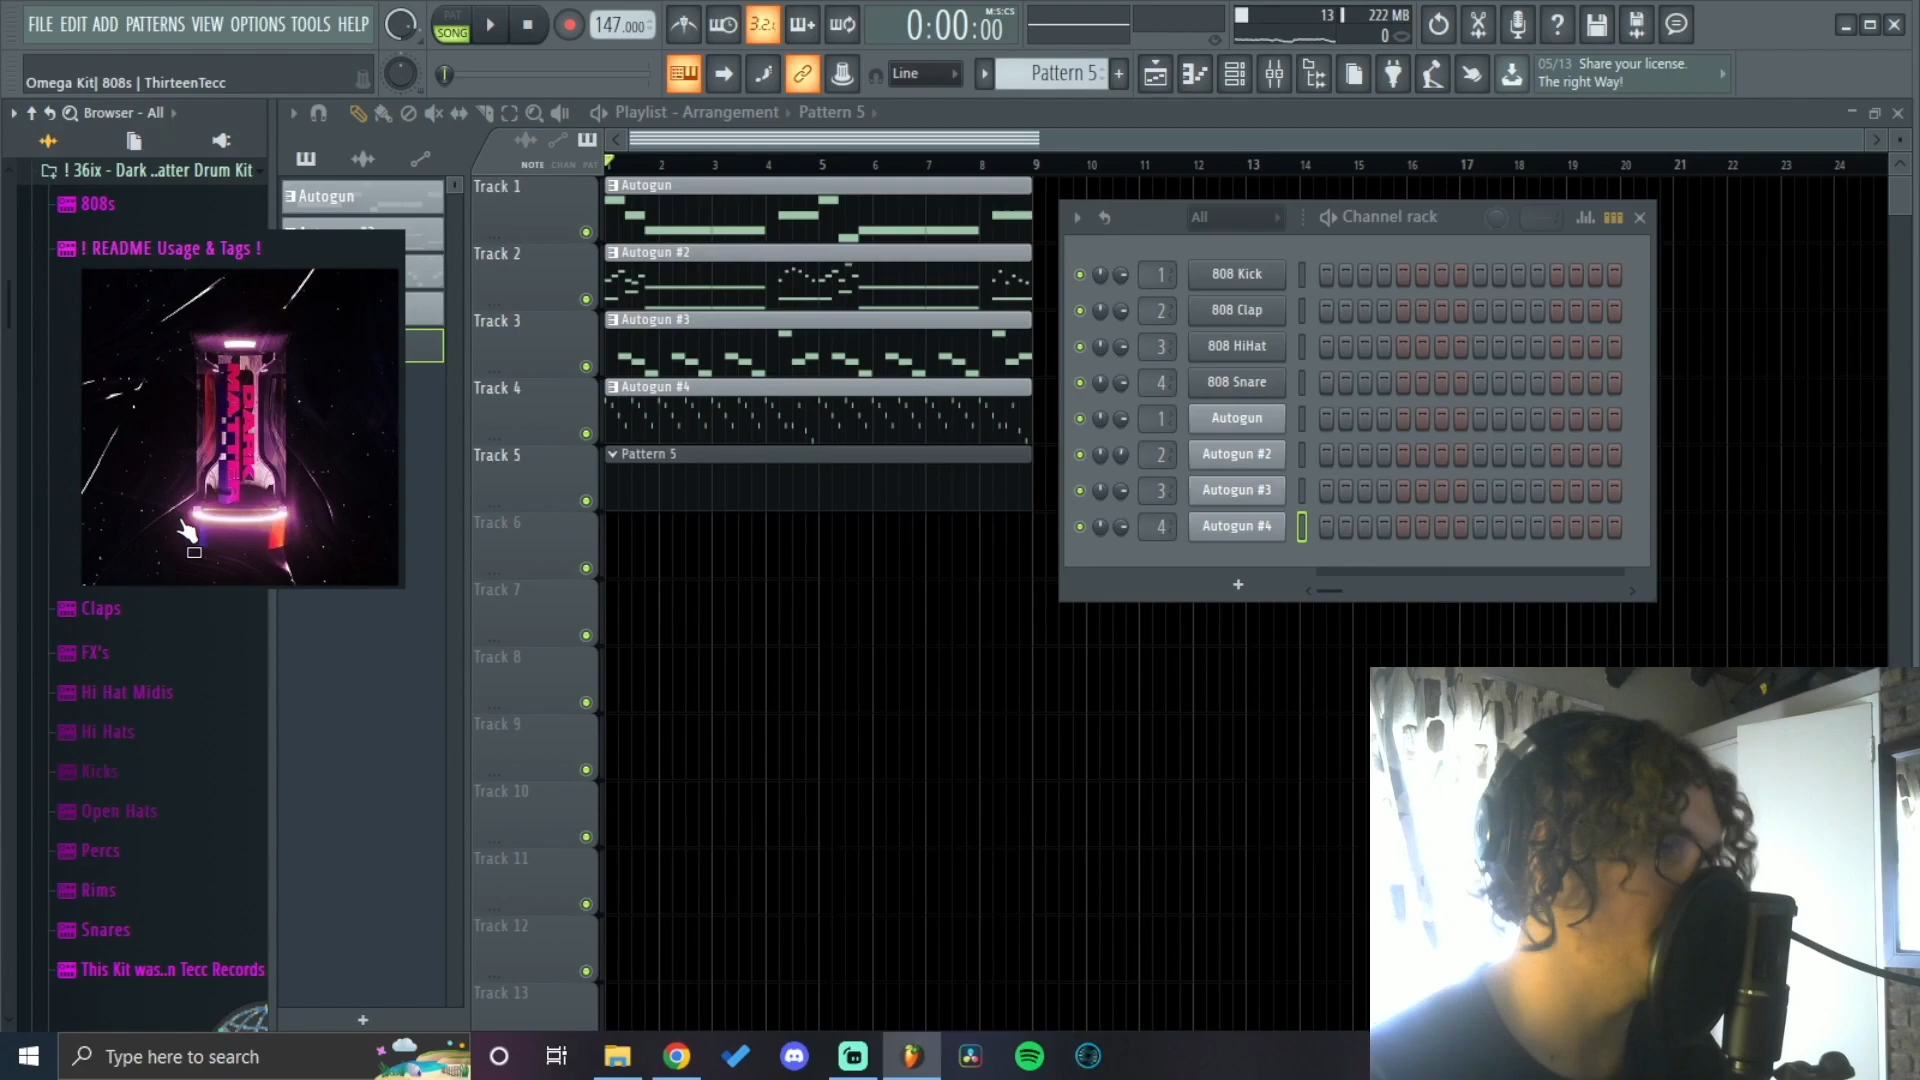 FILE EDIT ADD PATTERNS VIEW OPTIONS TOOLS HELP
PAT
SONG
147.000
3.2.
0:00:00
M:S:CS
13
222 MB
0
Omega Kit| 808s | ThirteenTecc
Line
Pattern 5
05/13 Share your license.
The right Way!
Browser - All
Playlist - Arrangement
Pattern 5
NOTE CHAN PAT
2 3 4 5 6 7 8 9 10 11 12 13 14 15 16 17 18 19 20 21 22 23 24
! 36ix - Dark ..atter Drum Kit
808s
! README Usage & Tags !
DARK
MATTER
Claps
FX's
Hi Hat Midis
Hi Hats
Kicks
Open Hats
Percs
Rims
Snares
This Kit was..n Tecc Records
Autogun
Track 1
Autogun
Track 2
Autogun #2
Track 3
Autogun #3
Track 4
Autogun #4
Track 5
Pattern 5
Track 6
Track 7
Track 8
Track 9
Track 10
Track 11
Track 12
Track 13
All
Channel rack
1 808 Kick
2 808 Clap
3 808 HiHat
4 808 Snare
1 Autogun
2 Autogun #2
3 Autogun #3
4 Autogun #4
Type here to search